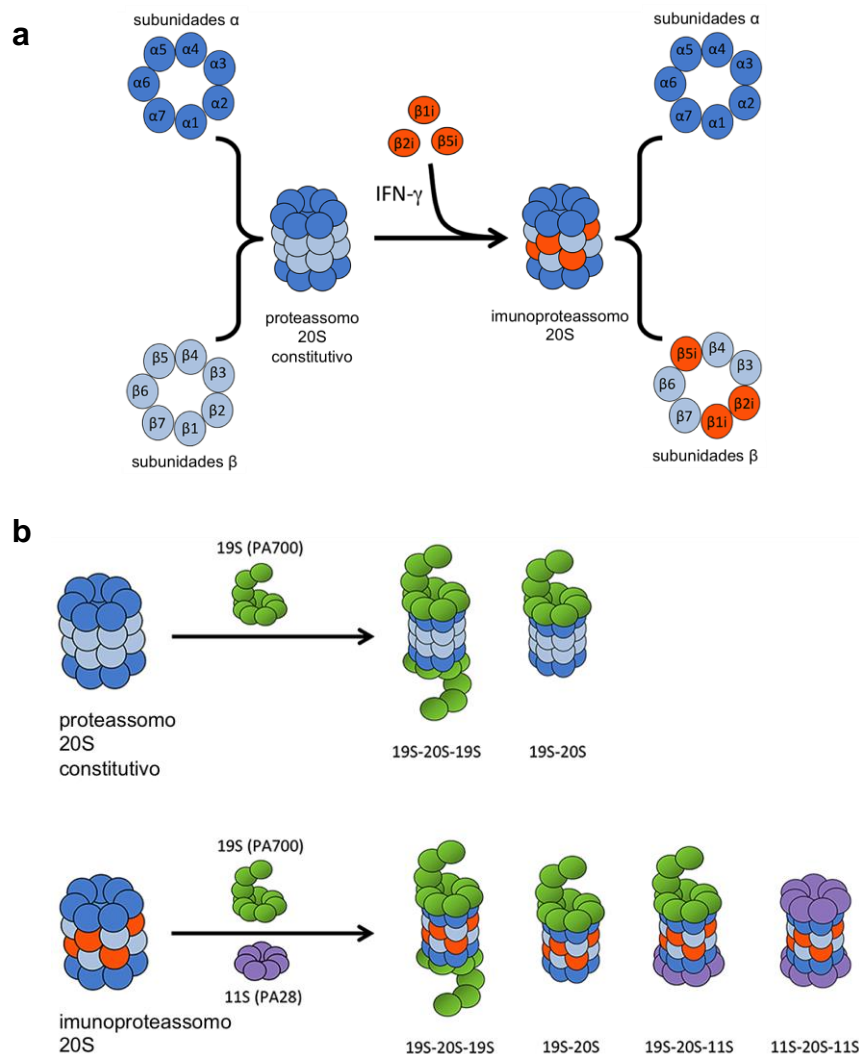 a
subunidades α
α5
α4
α3
α6
α2
α7
α1
subunidades α
α5
α4
α3
α6
α2
α7
α1
β1i
β2i
β5i
IFN-γ
proteassomo
20S
constitutivo
imunoproteassomo
20S
β5
β4
β3
β6
β2
β7
β1
subunidades β
β5i
β4
β3
β6
β2i
β7
β1i
subunidades β
b
19S (PA700)
proteassomo
20S
constitutivo
19S-20S-19S
19S-20S
19S (PA700)
11S (PA28)
imunoproteassomo
20S
19S-20S-19S
19S-20S
19S-20S-11S
11S-20S-11S